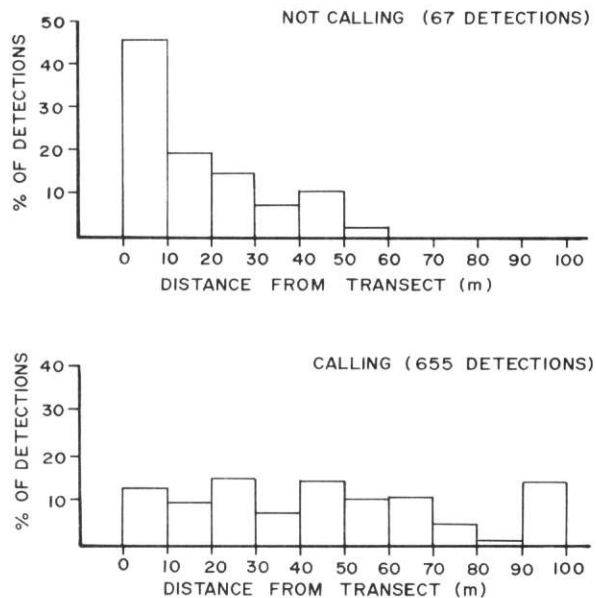 NOT CALLING (67 DETECTIONS)
% OF DETECTIONS
50
40
30
20
10
0 10 20 30 40 50 60 70 80 90 100
DISTANCE FROM TRANSECT (m)
CALLING (655 DETECTIONS)
% OF DETECTIONS
40
30
20
10
0 10 20 30 40 50 60 70 80 90 100
DISTANCE FROM TRANSECT (m)